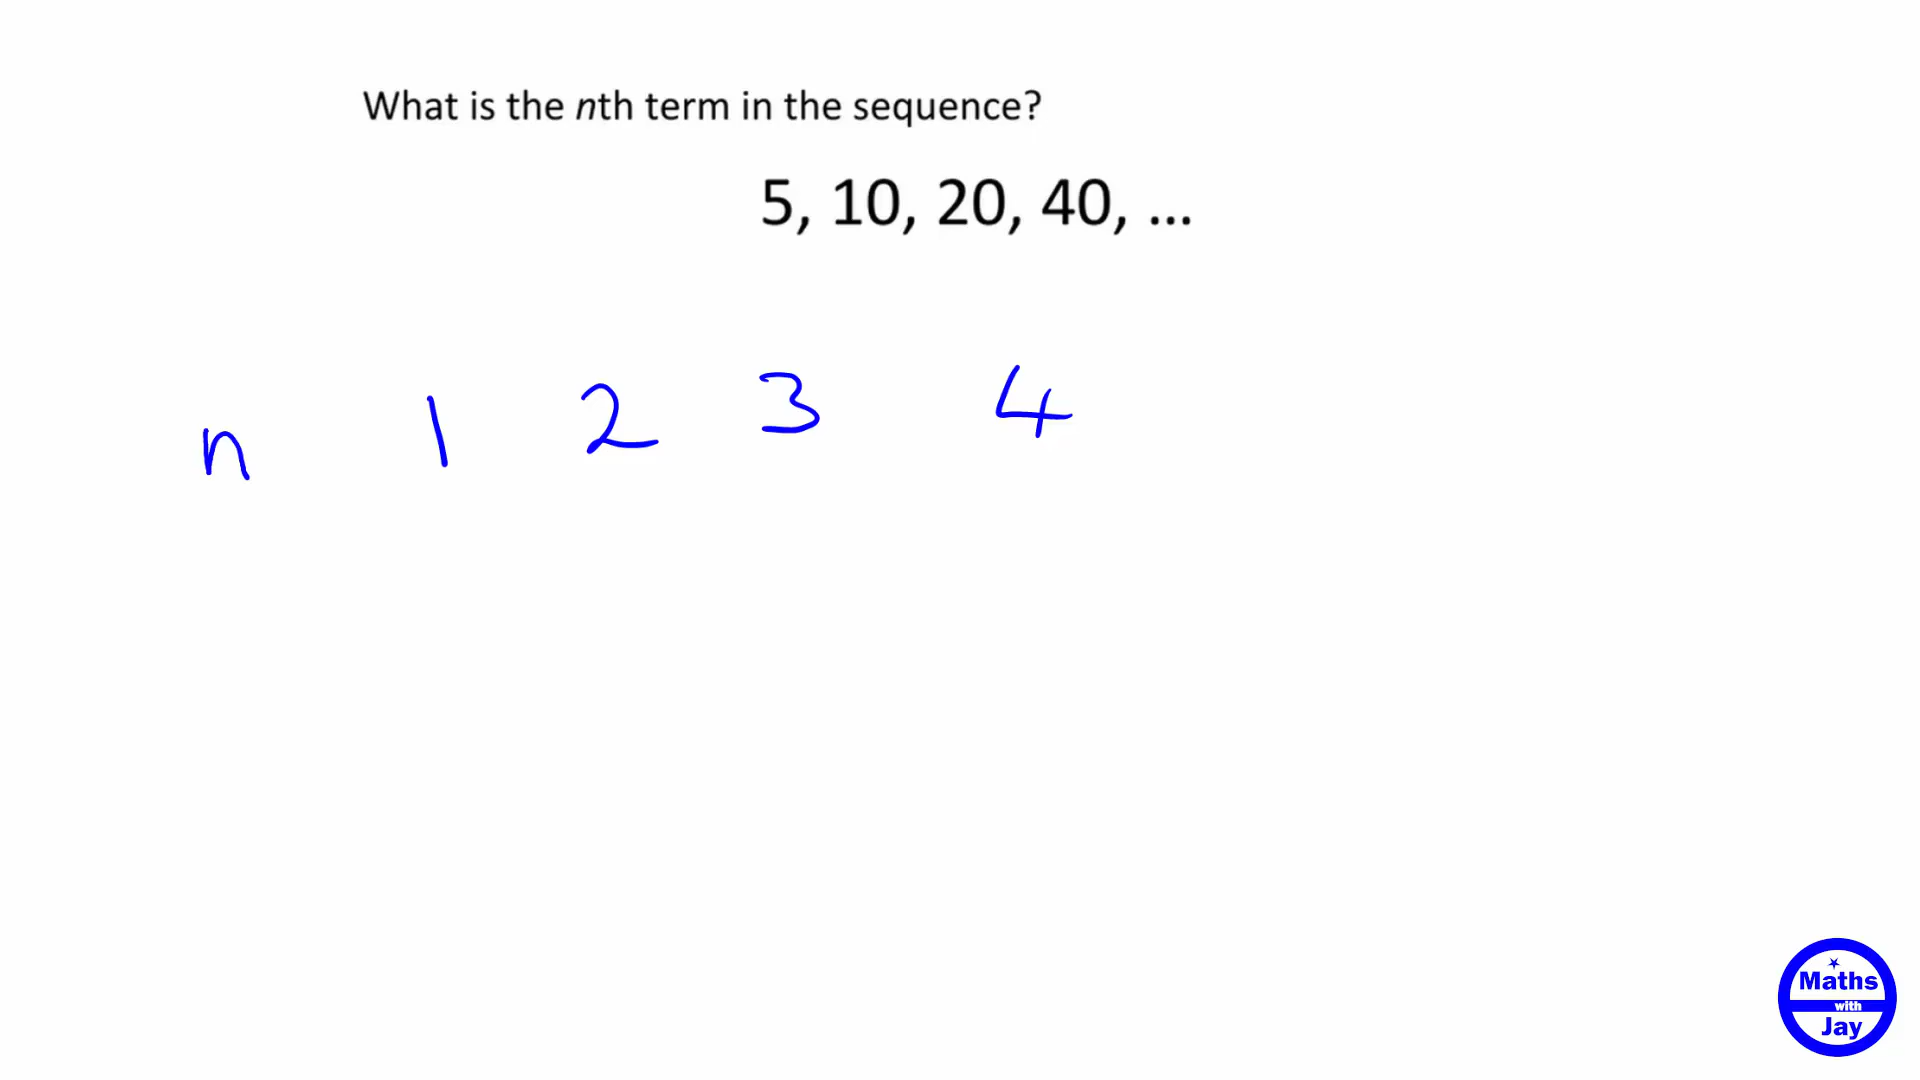 What is the nth term in the sequence?
5, 10, 20, 40, ...
n 1 2 3 4
Maths
with
Jay